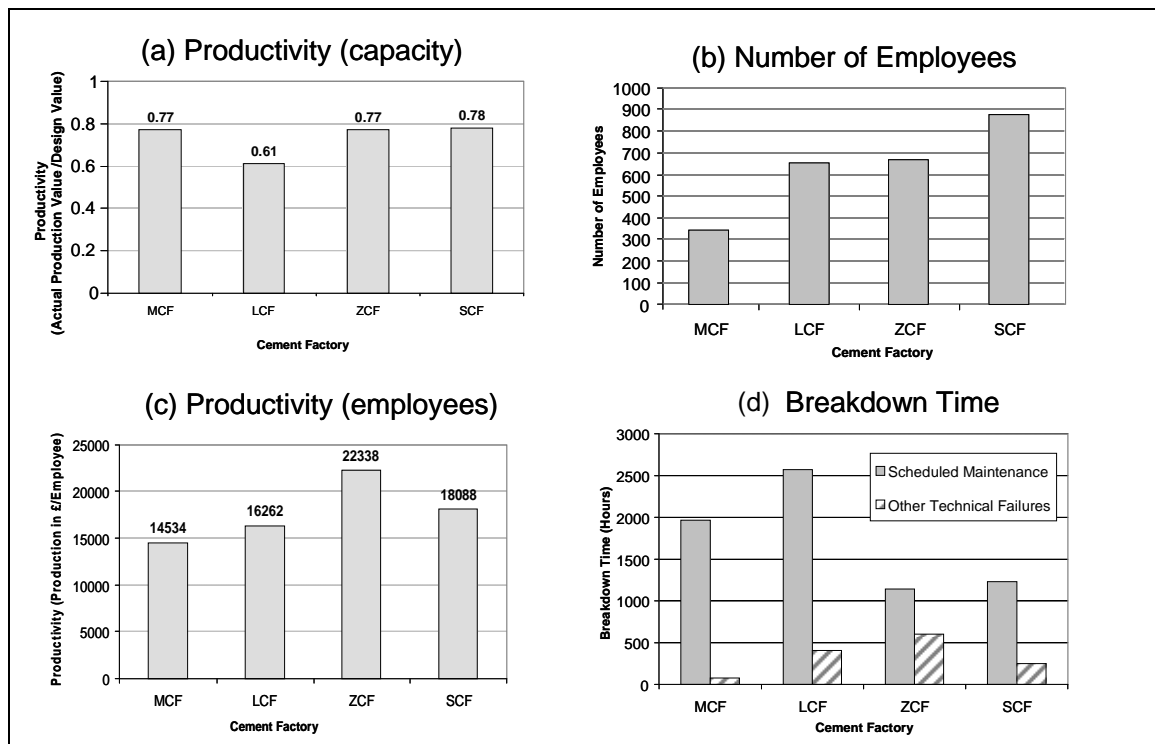 (a) Productivity (capacity)
Productivity
(Actual Production Value /Design Value)
1
0.8
0.6
0.4
0.2
0
0.77
0.61
0.77
0.78
MCF LCF ZCF SCF
Cement Factory
(b) Number of Employees
Number of Employees
1000
900
800
700
600
500
400
300
200
100
0
MCF LCF ZCF SCF
Cement Factory
(c) Productivity (employees)
Productivity (Production in £/Employee)
25000
20000
15000
10000
5000
0
14534
16262
22338
18088
MCF LCF ZCF SCF
Cement Factory
(d) Breakdown Time
Breakdown Time (Hours)
3000
2500
2000
1500
1000
500
0
Scheduled Maintenance
Other Technical Failures
MCF LCF ZCF SCF
Cement Factory